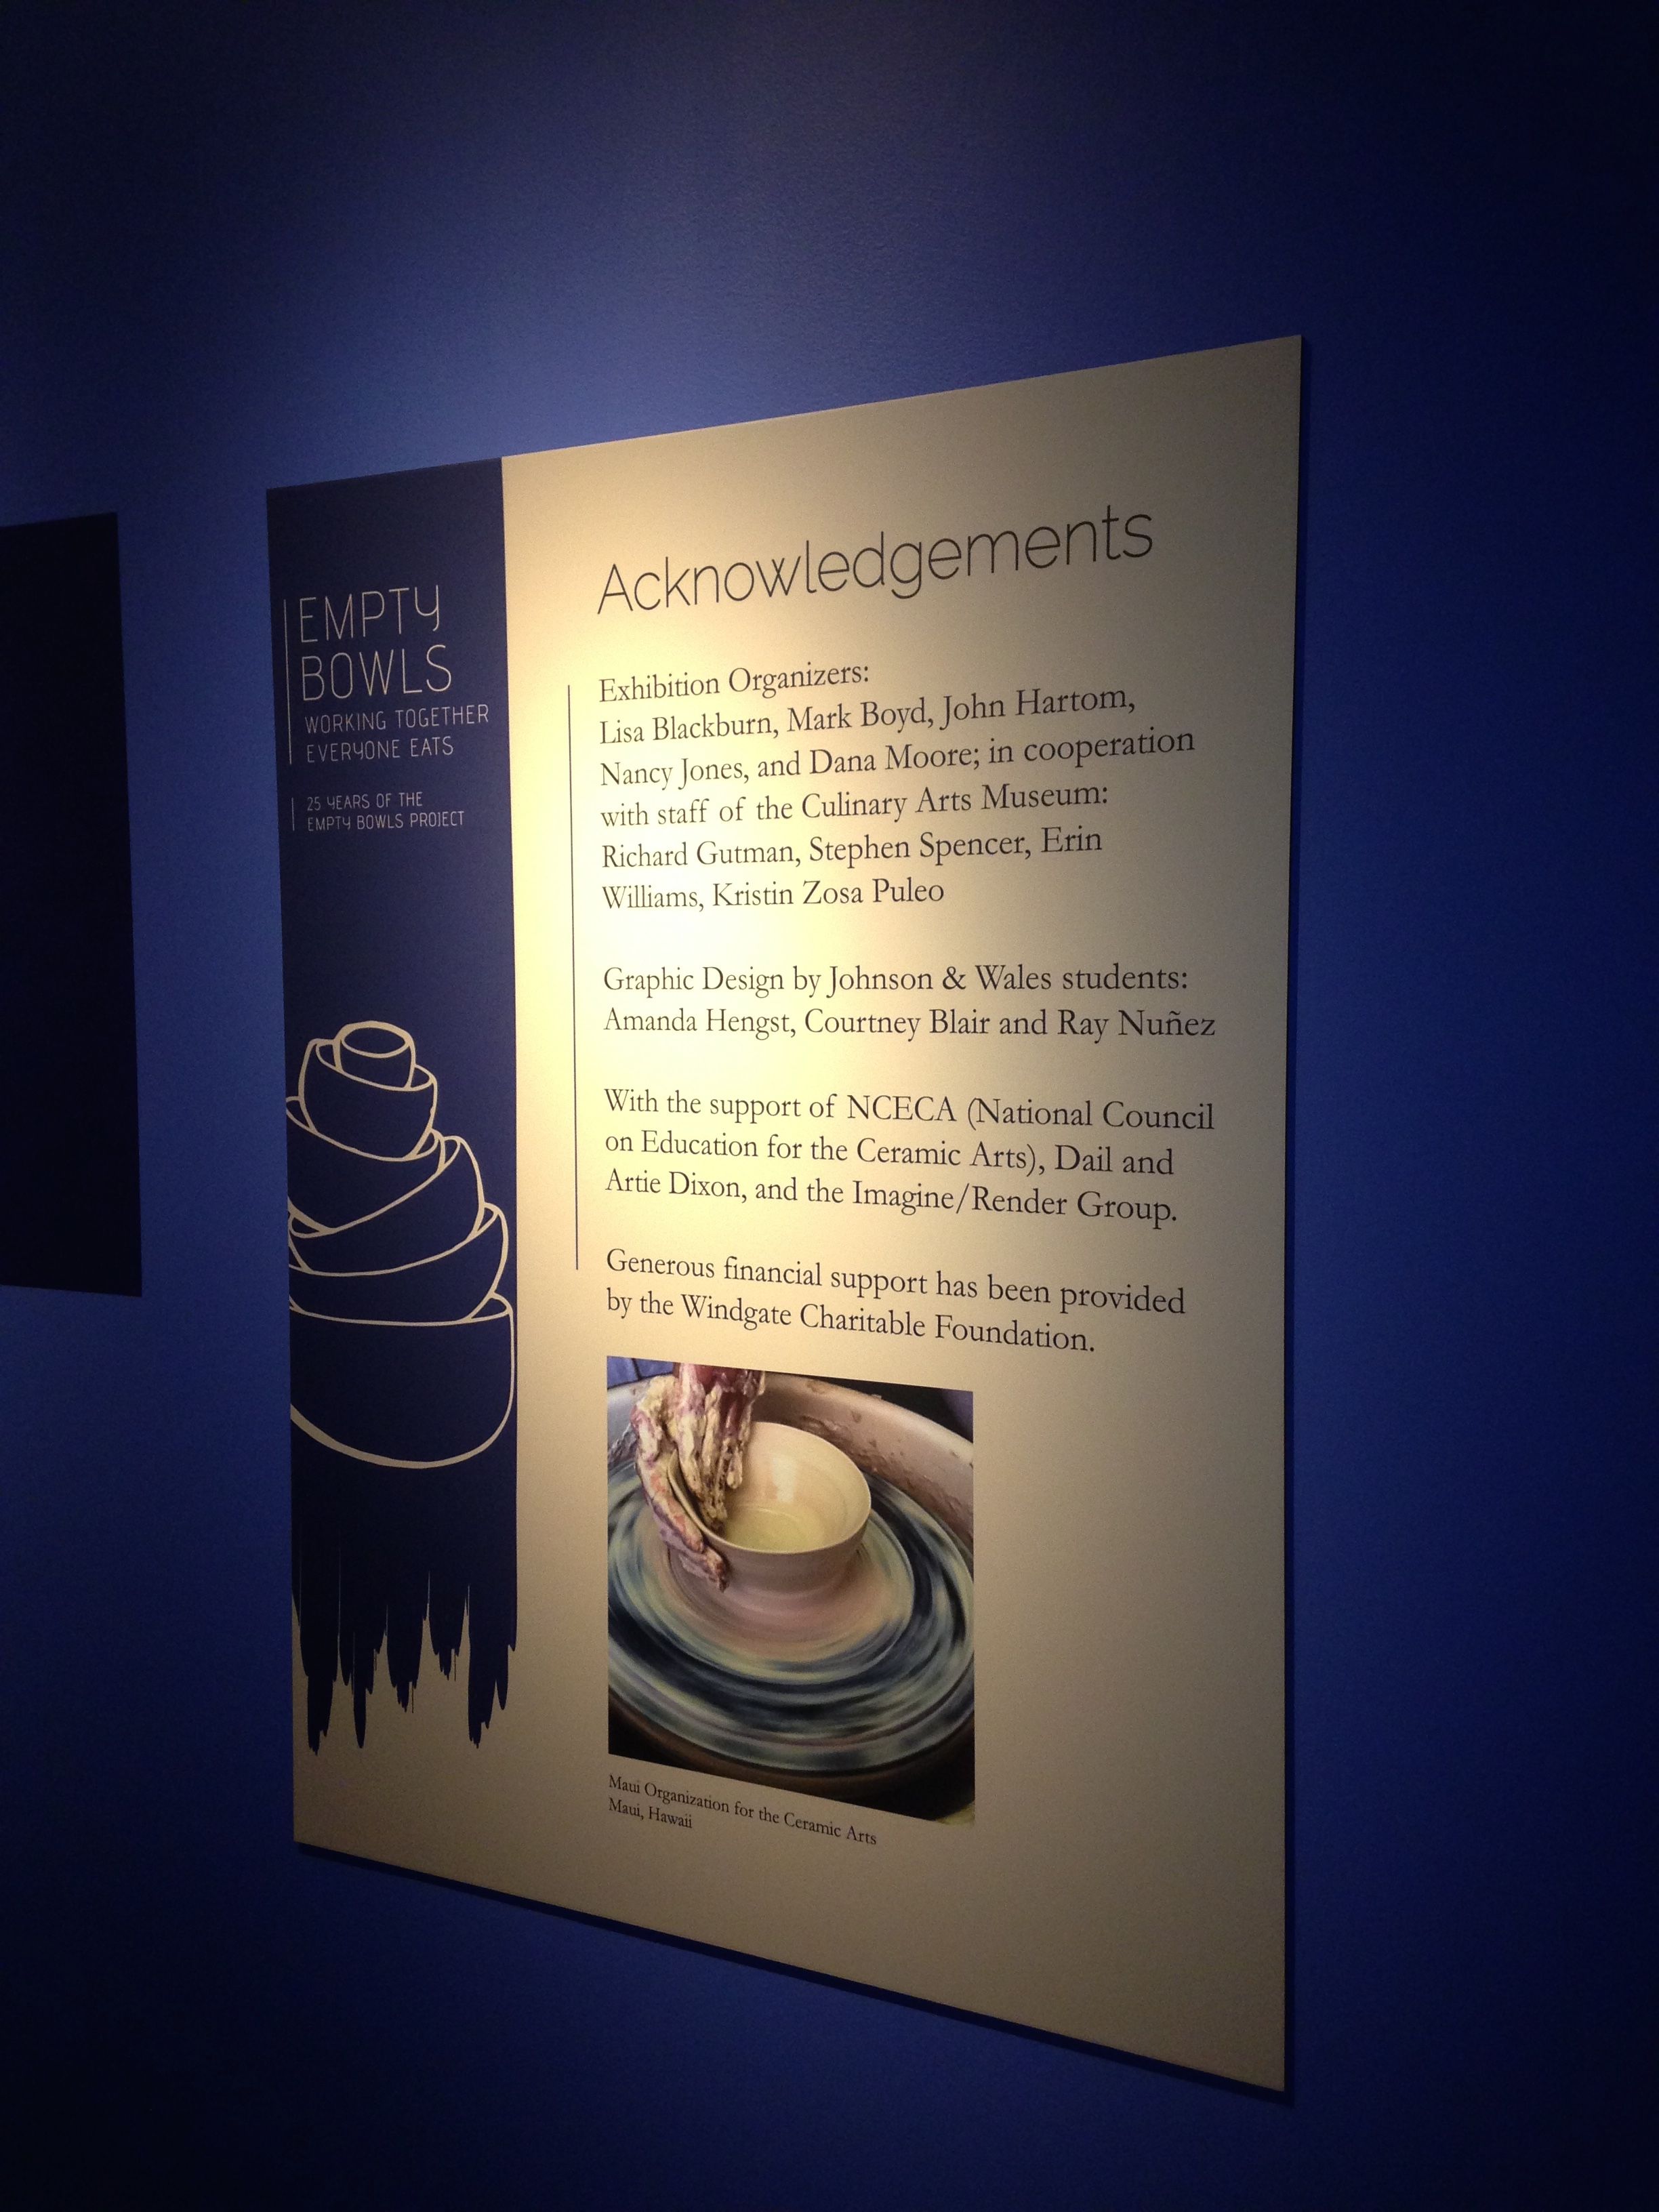 EMPTY
BOWLS
WORKING TOGETHER
EVERYONE EATS
25 YEARS OF THE
EMPTY BOWLS PROJECT
Acknowledgements
Exhibition Organizers:
Lisa Blackburn, Mark Boyd, John Hartom,
Nancy Jones, and Dana Moore; in cooperation
with staff of the Culinary Arts Museum:
Richard Gutman, Stephen Spencer, Erin
Williams, Kristin Zosa Puleo
Graphic Design by Johnson & Wales students:
Amanda Hengst, Courtney Blair and Ray Nuñez
With the support of NCECA (National Council
on Education for the Ceramic Arts), Dail and
Artie Dixon, and the Imagine/Render Group.
Generous financial support has been provided
by the Windgate Charitable Foundation.
Maui Organization for the Ceramic Arts
Maui, Hawaii